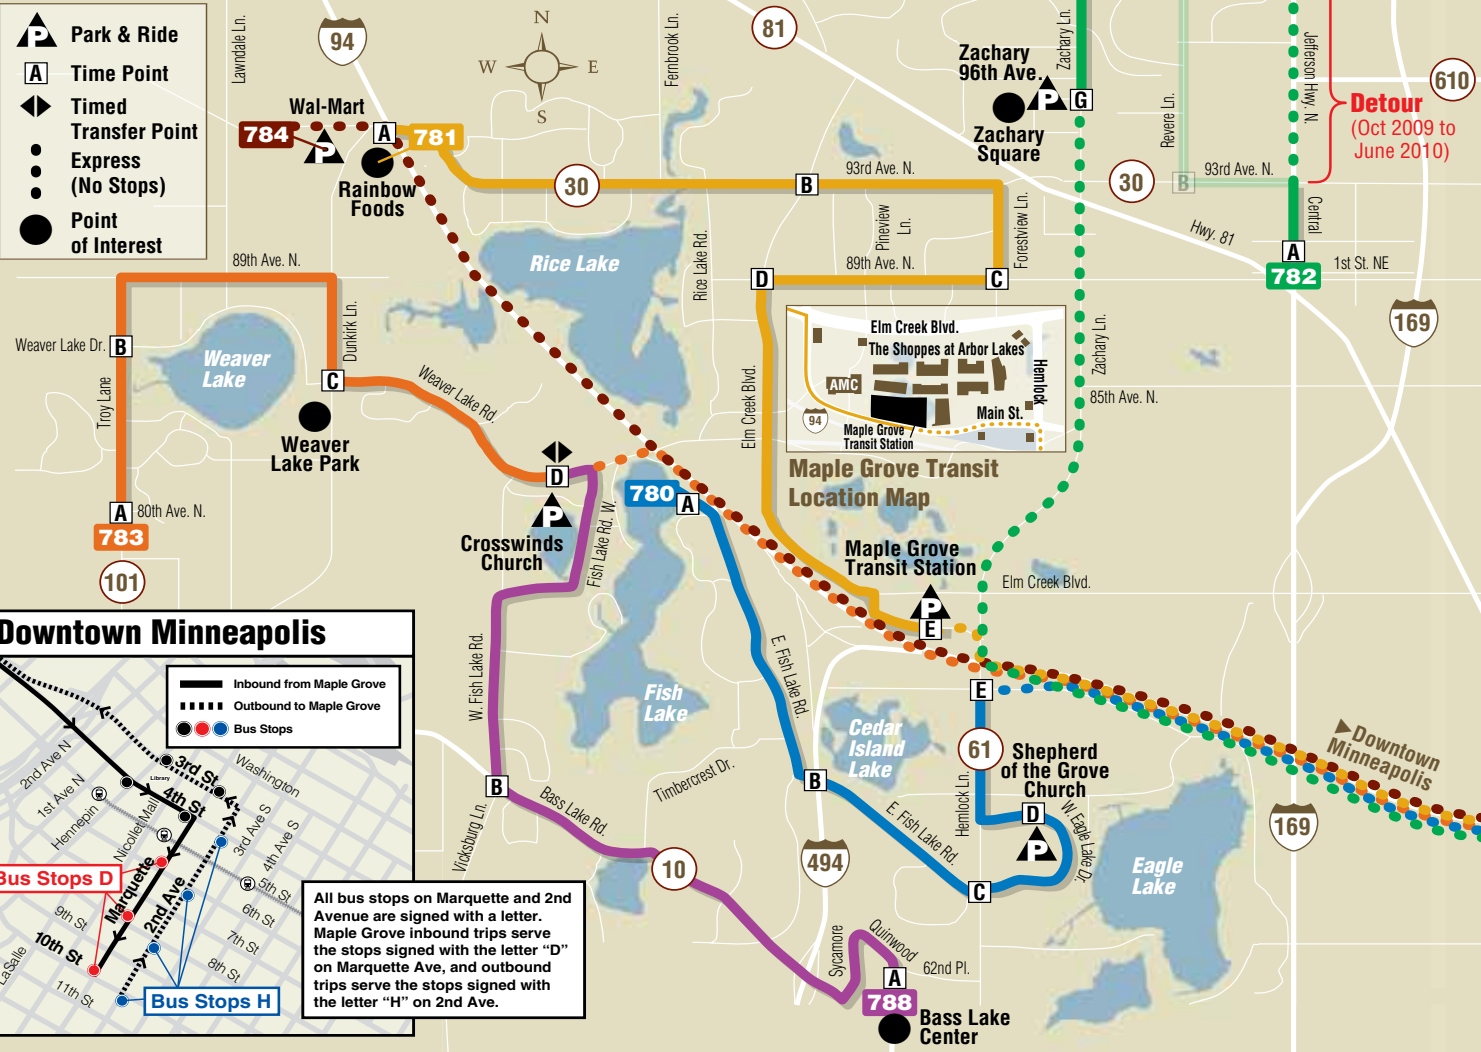 Park & Ride
A Time Point
Timed
Transfer Point
Express
(No Stops)
Point
of Interest
P
Lawndale Ln.
94
N
W E
S
Fernbrook Ln.
81
Zachary
96th Ave.
Zachary Ln.
P
G
Zachary
Square
Revere Ln.
Jefferson Hwy. N.
610
Detour
(Oct 2009 to
June 2010)
Wal-Mart
784
A
781
P
Rainbow
Foods
30
B
93rd Ave. N.
30
B
93rd Ave. N.
Central
Hwy. 81
A
782
1st St. NE
Pineview
Ln.
Forestview Ln.
89th Ave. N.
Rice Lake
Rice Lake Rd.
D
89th Ave. N.
C
169
Weaver Lake Dr.
B
Troy Lane
Weaver
Lake
Dunkirk Ln.
C
Weaver Lake Rd.
Weaver
Lake Park
Elm Creek Blvd.
Elm Creek Blvd.
The Shoppes at Arbor Lakes
AMC
Hemlock
94
Main St.
Maple Grove
Transit Station
Maple Grove Transit
Location Map
Zachary Ln.
85th Ave. N.
A
80th Ave. N.
783
101
D
P
Crosswinds
Church
Fish Lake Rd. W.
780
A
Maple Grove
Transit Station
P
E
Elm Creek Blvd.
W. Fish Lake Rd.
Fish
Lake
E. Fish Lake Rd.
Cedar
Island
Lake
E
61
Shepherd
of the Grove
Church
Hemlock Ln.
D
P
W. Eagle Lake Dr.
Downtown
Minneapolis
169
B
Vicksburg Ln.
Bass Lake Rd.
Timbercrest Dr.
B
E. Fish Lake Rd.
494
C
Eagle
Lake
10
Sycamore
Quinwood
A
62nd Pl.
788
Bass Lake
Center
Downtown Minneapolis
Inbound from Maple Grove
Outbound to Maple Grove
Bus Stops
2nd Ave N
1st Ave N
Hennepin
Library
3rd St
Washington
4th St
Nicollet Mall
3rd Ave S
4th Ave S
Bus Stops D
Marquette
2nd Ave
5th St
6th St
7th St
8th St
9th St
10th St
11th St
LaSalle
Bus Stops H
All bus stops on Marquette and 2nd
Avenue are signed with a letter.
Maple Grove inbound trips serve
the stops signed with the letter “D”
on Marquette Ave, and outbound
trips serve the stops signed with
the letter “H” on 2nd Ave.